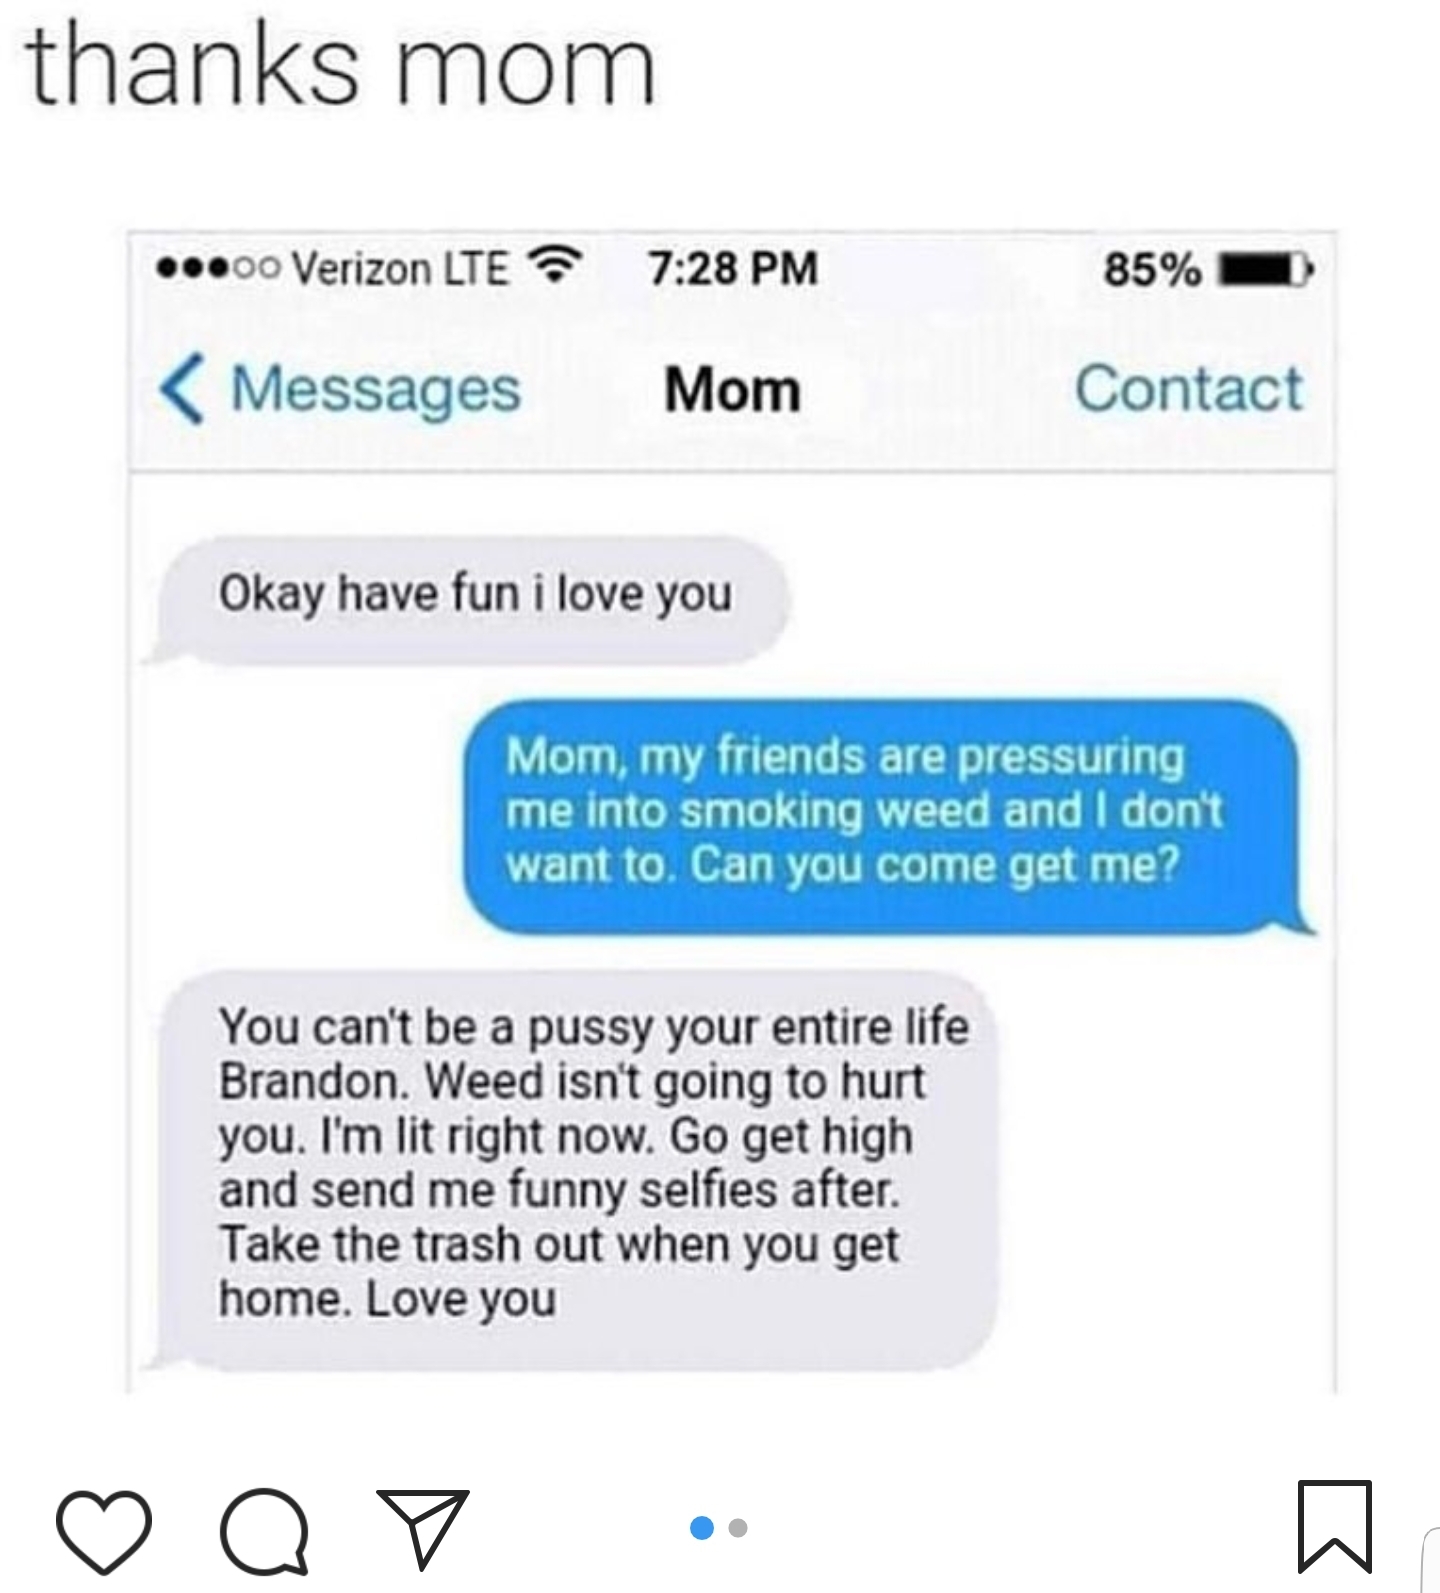 thanks mom
Verizon LTE 7:28 PM 85%
Messages Mom Contact
Okay have fun i love you
Mom, my friends are pressuring
me into smoking weed and I don't
want to. Can you come get me?
You can't be a pussy your entire life
Brandon. Weed isn't going to hurt
you. I'm lit right now. Go get high
and send me funny selfies after.
Take the trash out when you get
home. Love you